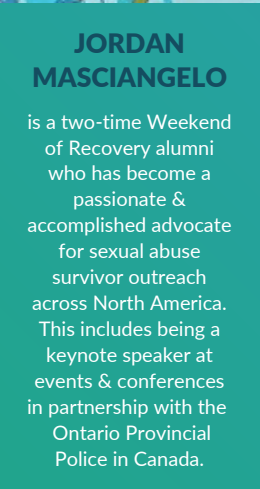 JORDAN
MASCIANGELO
is a two-time Weekend
of Recovery alumni
who has become a
passionate &
accomplished advocate
for sexual abuse
survivor outreach
across North America.
This includes being a
keynote speaker at
events & conferences
in partnership with the
Ontario Provincial
Police in Canada.